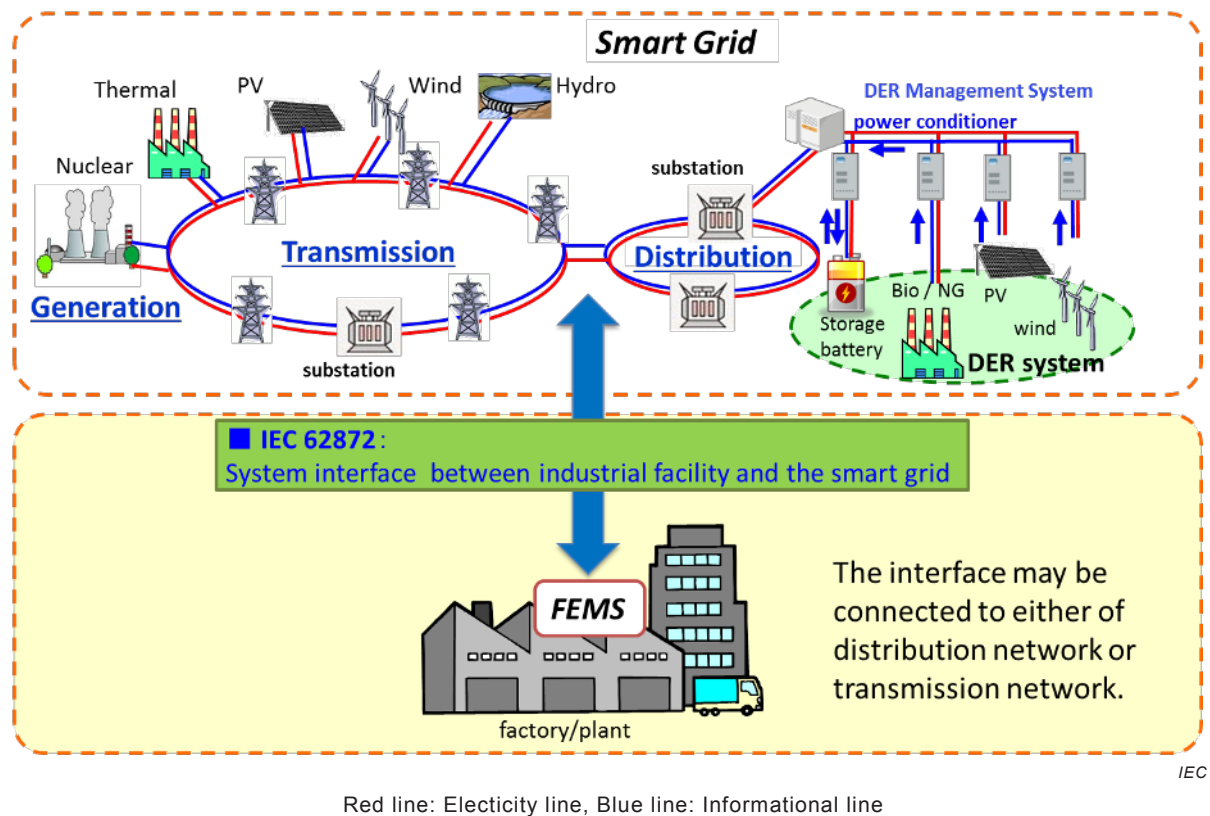 Smart Grid
Thermal
PV
Wind
Hydro
Nuclear
Generation
Transmission
substation
substation
Distribution
DER Management System
power conditioner
Storage
battery
Bio / NG
PV
wind
DER system
■ IEC 62872:
System interface between industrial facility and the smart grid
FEMS
factory/plant
The interface may be
connected to either of
distribution network or
transmission network.
IEC
Red line: Electicity line, Blue line: Informational line